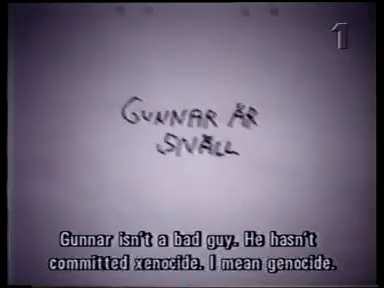 1
GUNNAR ÄR
SNÄLL
Gunnar isn't a bad guy. He hasn't
committed xenocide. I mean genocide.